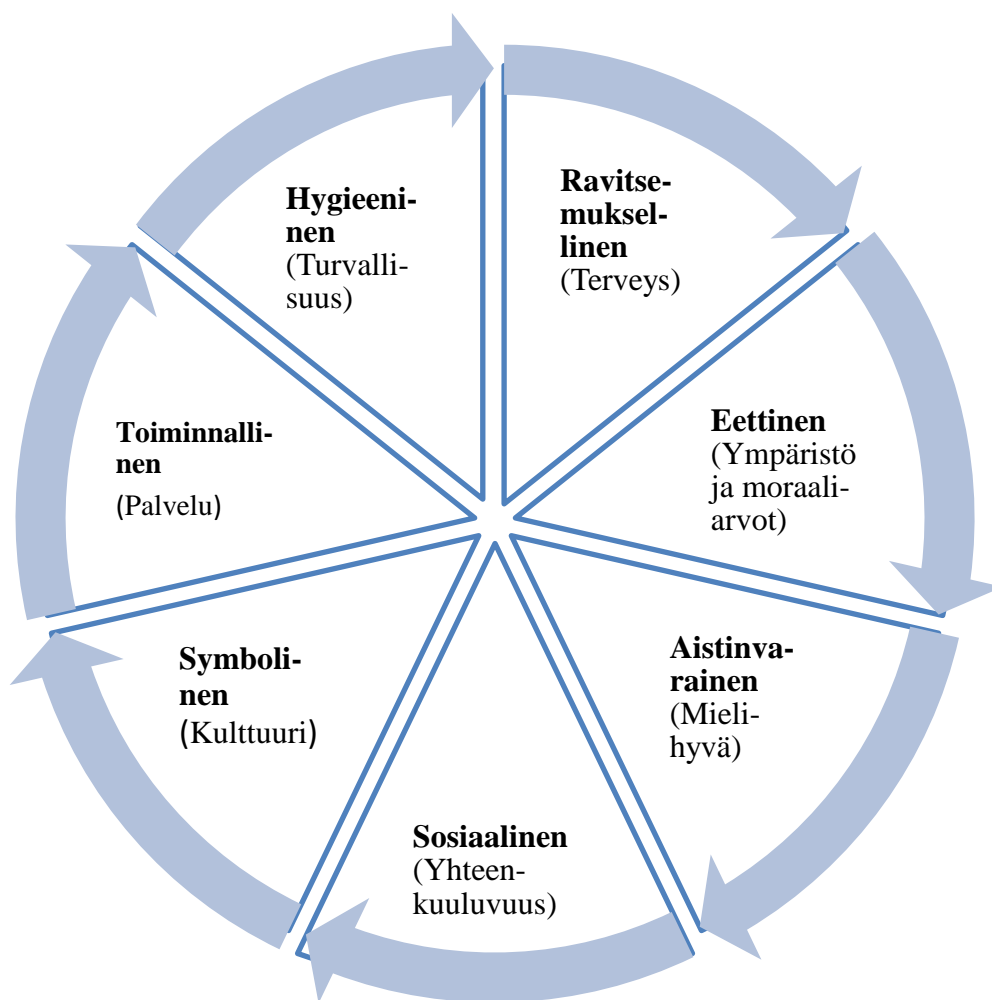 Ravitse-
muksel-
linen
(Terveys)
Eettinen
(Ympäristö
ja moraali-
arvot)
Aistinva-
rainen
(Mieli-
hyvä)
Sosiaalinen
(Yhteen-
kuuluvuus)
Symboli-
nen
(Kulttuuri)
Toiminnalli-
nen
(Palvelu)
Hygieeni-
nen
(Turvalli-
suus)